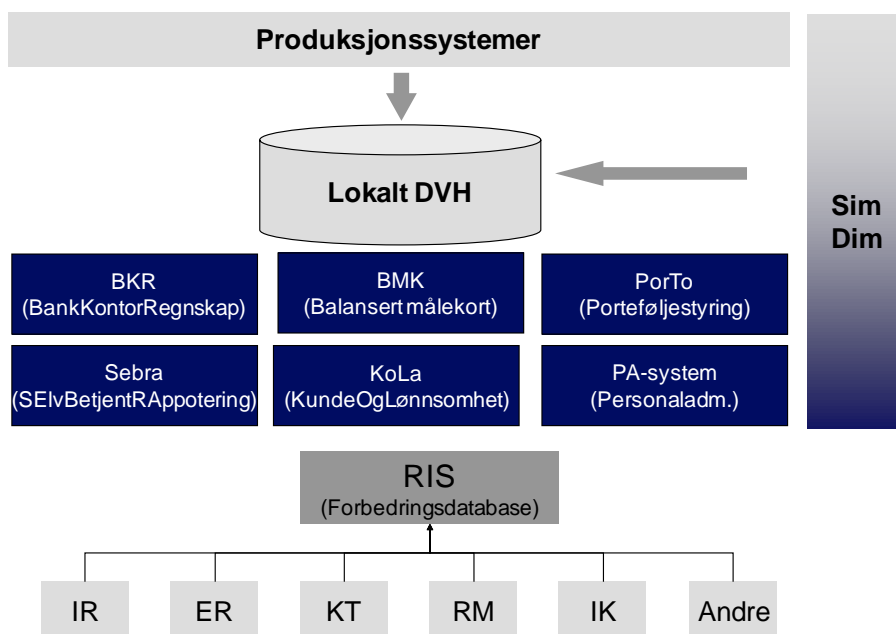 Produksjonssystemer
Lokalt DVH
Sim
Dim
BKR
(BankKontorRegnskap)
BMK
(Balansert målekort)
PorTo
(Porteføljestyring)
Sebra
(SElvBetjentRAppotering)
KoLa
(KundeOgLønnsomhet)
PA-system
(Personaladm.)
RIS
(Forbedringsdatabase)
IR
ER
KT
RM
IK
Andre